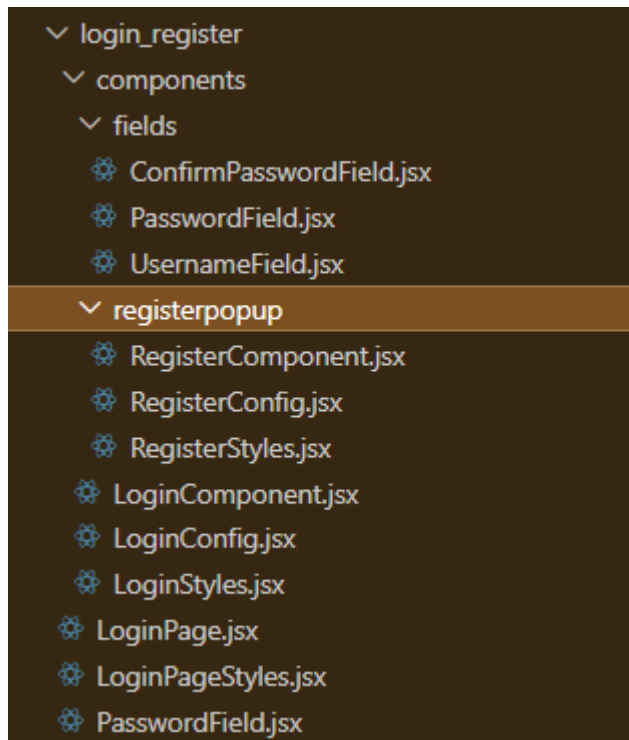 login_register
components
fields
ConfirmPasswordField.jsx
PasswordField.jsx
UsernameField.jsx
registerpopup
RegisterComponent.jsx
RegisterConfig.jsx
RegisterStyles.jsx
LoginComponent.jsx
LoginConfig.jsx
LoginStyles.jsx
LoginPage.jsx
LoginPageStyles.jsx
PasswordField.jsx